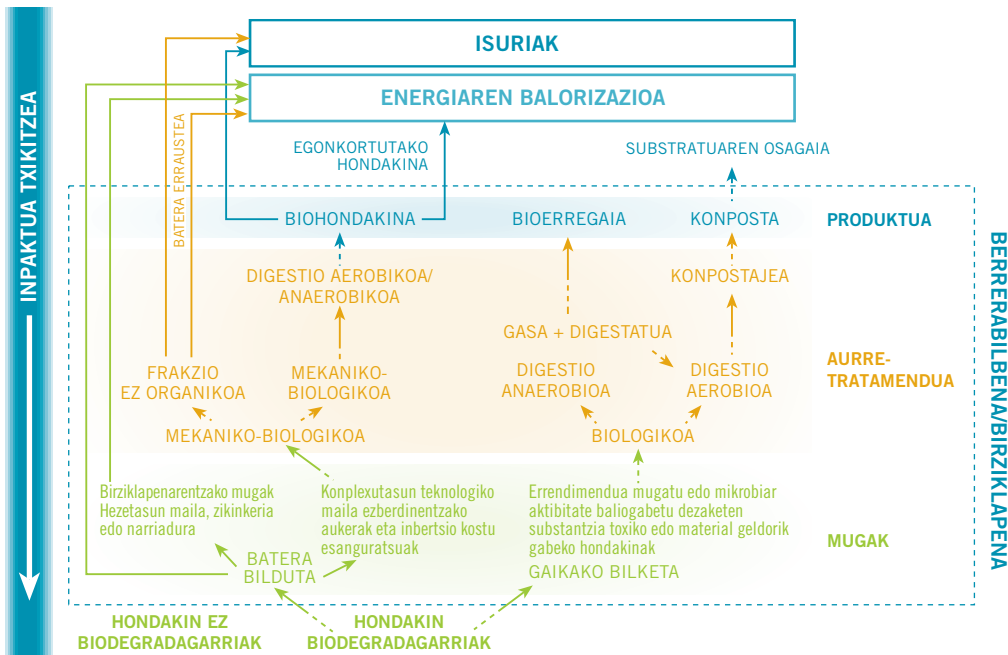 INPAKTUA TXIKITZEA
ISURIAK
ENERGIAREN BALORIZAZIOA
BATERA ERRAUSTEA
EGONKORTUTAKO
HONDAKINA
SUBSTRATUAREN OSAGAIA
BIOHONDAKINA
BIOERREGAIA
KONPOSTA
PRODUKTUA
DIGESTIO AEROBIKOA/
ANAEROBIKOA
KONPOSTAJEA
GASA + DIGESTATUA
FRAKZIO
EZ ORGANIKOA
MEKANIKO-
BIOLOGIKOA
DIGESTIO
ANAEROBIOA
DIGESTIO
AEROBIOA
AURRE-
TRATAMENDUA
MEKANIKO-BIOLOGIKOA
BIOLOGIKOA
Birziklapenarentzako mugak
Hezetasun maila, zikinkeria
edo narriadura
Konplexutasun teknologiko
maila ezberdinentzako
aukerak eta inbertsio kostu
esanguratsuak
Errendimendua mugatu edo mikrobiar
aktibitate baliogabetu dezaketen
substantzia toxiko edo material geldorik
gabeko hondakinak
MUGAK
BATERA
BILDUTA
GAIKAKO BILKETA
HONDAKIN EZ
BIODEGRADAGARRIAK
HONDAKIN
BIODEGRADAGARRIAK
BERRERABILBENA/BIRZIKLAPENA